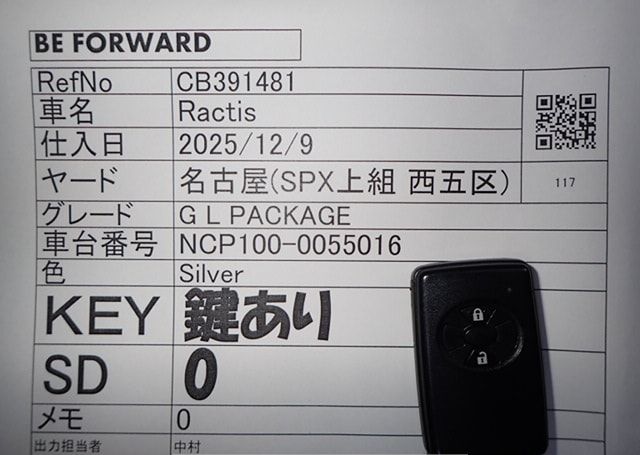 BE FORWARD
RefNo CB391481
車名 Ractis
仕入日 2025/12/9
ヤード 名古屋(SPX上組 西五区) 117
グレード G L PACKAGE
車台番号 NCP100-0055016
色 Silver
KEY 鍵あり
SD 0
メモ 0
出力担当者 中村